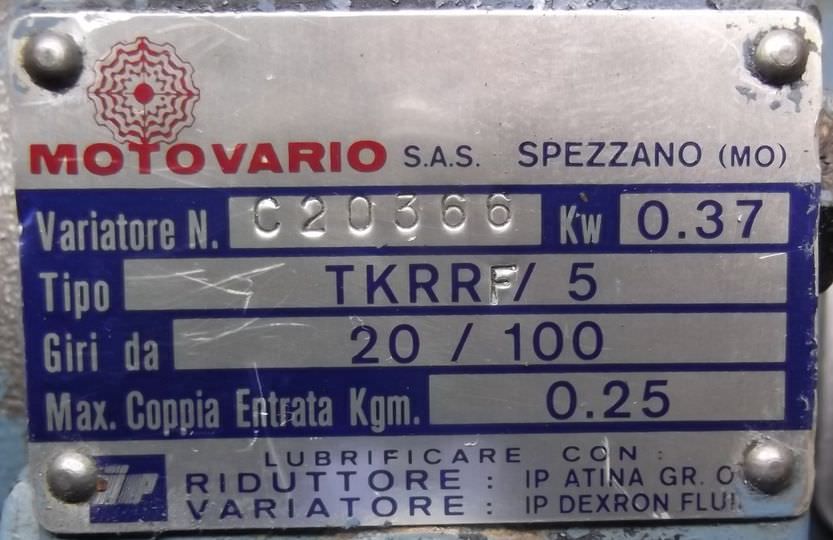 MOTOVARIO S.A.S. SPEZZANO (MO)
Variatore N. C20366 Kw 0.37
Tipo TKRRF/ 5
Giri da 20 / 100
Max. Coppia Entrata Kgm. 0.25
LUBRIFICARE CON :
IP RIDUTTORE : IP ATINA GR.
VARIATORE : IP DEXRON